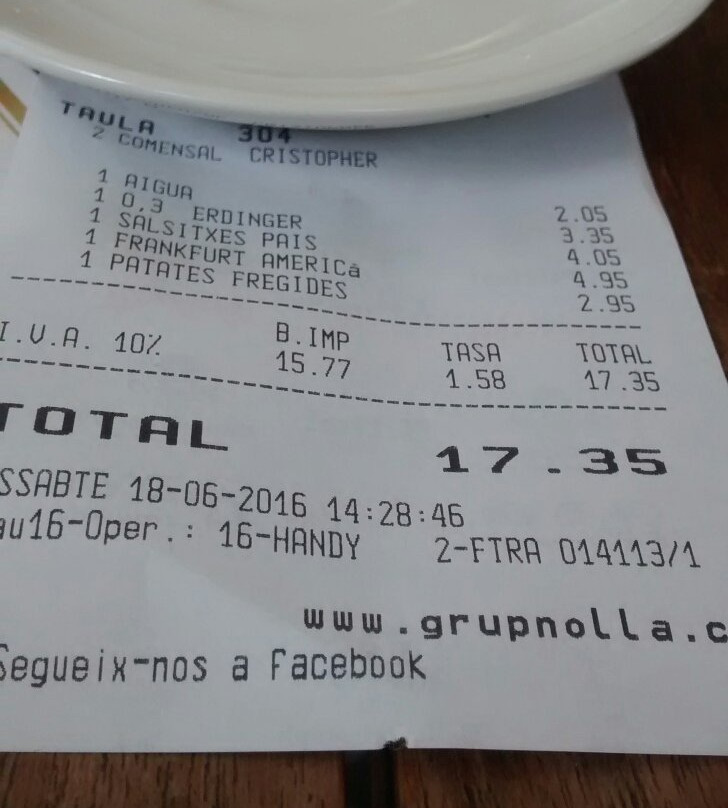 TAULA 304
2 COMENSAL CRISTOPHER
1 AIGUA 2.05
1 0,3 ERDINGER 3.35
1 SALSITXES PAIS 4.05
1 FRANKFURT AMERICà 4.95
1 PATATES FREGIDES 2.95
I.V.A. 10% B.IMP TASA TOTAL
15.77 1.58 17.35
TOTAL 17.35
SSABTE 18-06-2016 14:28:46
au16-Oper.: 16-HANDY 2-FTRA 014113/1
www.grupnolla.c
Segueix-nos a facebook